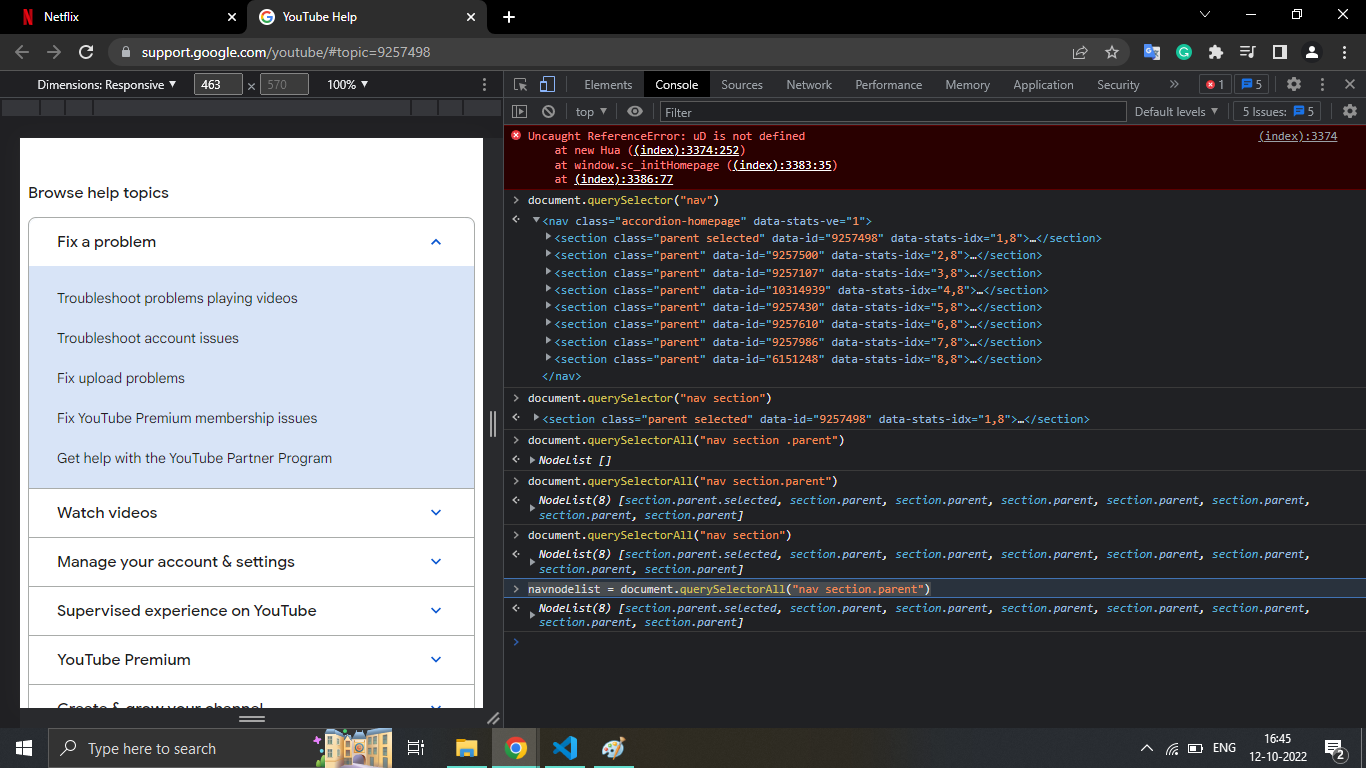 Netflix
YouTube Help
support.google.com/youtube/#topic=9257498
Dimensions: Responsive 463 × 570 100%
Browse help topics
Fix a problem
Troubleshoot problems playing videos
Troubleshoot account issues
Fix upload problems
Fix YouTube Premium membership issues
Get help with the YouTube Partner Program
Watch videos
Manage your account & settings
Supervised experience on YouTube
YouTube Premium
Create & grow your channel
Elements Console Sources Network Performance Memory Application Security » 1 5
top Filter Default levels 5 Issues: 5
Uncaught ReferenceError: uD is not defined (index):3374
at new Hua ((index):3374:252)
at window.sc_initHomepage ((index):3383:35)
at (index):3386:77
document.querySelector("nav")
<nav class="accordion-homepage" data-stats-ve="1">
<section class="parent selected" data-id="9257498" data-stats-idx="1,8">…</section>
<section class="parent" data-id="9257500" data-stats-idx="2,8">…</section>
<section class="parent" data-id="9257107" data-stats-idx="3,8">…</section>
<section class="parent" data-id="10314939" data-stats-idx="4,8">…</section>
<section class="parent" data-id="9257430" data-stats-idx="5,8">…</section>
<section class="parent" data-id="9257610" data-stats-idx="6,8">…</section>
<section class="parent" data-id="9257986" data-stats-idx="7,8">…</section>
<section class="parent" data-id="6151248" data-stats-idx="8,8">…</section>
</nav>
document.querySelector("nav section")
<section class="parent selected" data-id="9257498" data-stats-idx="1,8">…</section>
document.querySelectorAll("nav section .parent")
NodeList []
document.querySelectorAll("nav section.parent")
NodeList(8) [section.parent.selected, section.parent, section.parent, section.parent, section.parent, section.parent,
section.parent, section.parent]
document.querySelectorAll("nav section")
NodeList(8) [section.parent.selected, section.parent, section.parent, section.parent, section.parent, section.parent,
section.parent, section.parent]
navnodelist = document.querySelectorAll("nav section.parent")
NodeList(8) [section.parent.selected, section.parent, section.parent, section.parent, section.parent, section.parent,
section.parent, section.parent]
Type here to search
ENG
16:45
12-10-2022
2